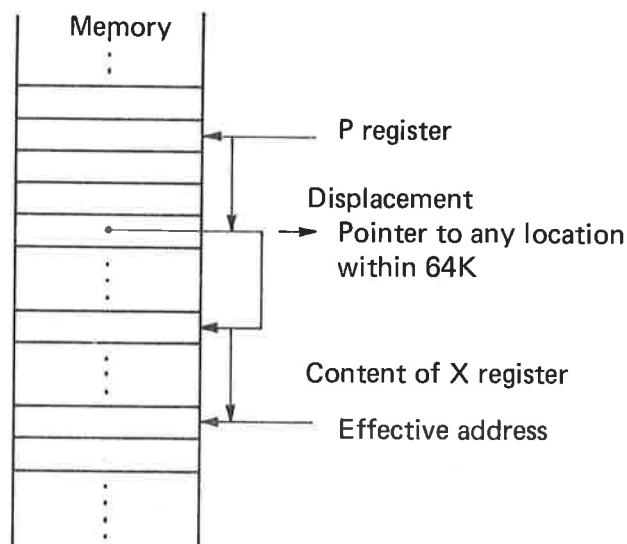 Memory
P register
Displacement
Pointer to any location
within 64K
Content of X register
Effective address